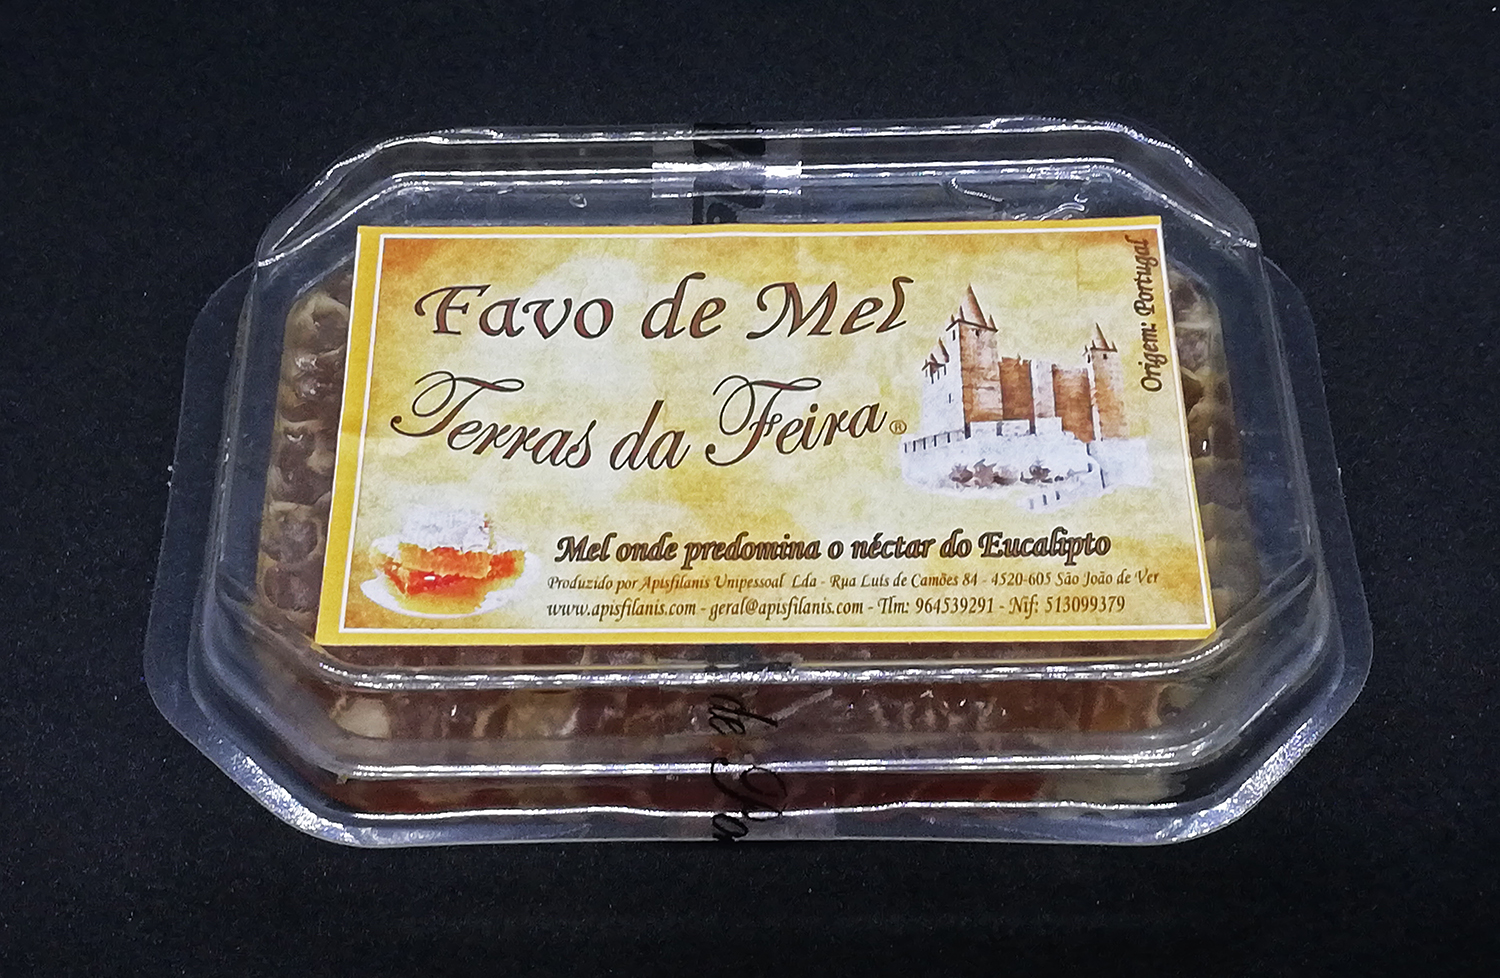 Favo de Mel
Terras da Feira®
Origem: Portugal
Mel onde predomina o néctar do Eucalipto
Produzido por Apisfilanis Unipessoal Lda - Rua Luís de Camões 84 - 4520-605 São João de Ver
www.apisfilanis.com - geral@apisfilanis.com - Tlm: 964539291 - Nif: 513099379
de